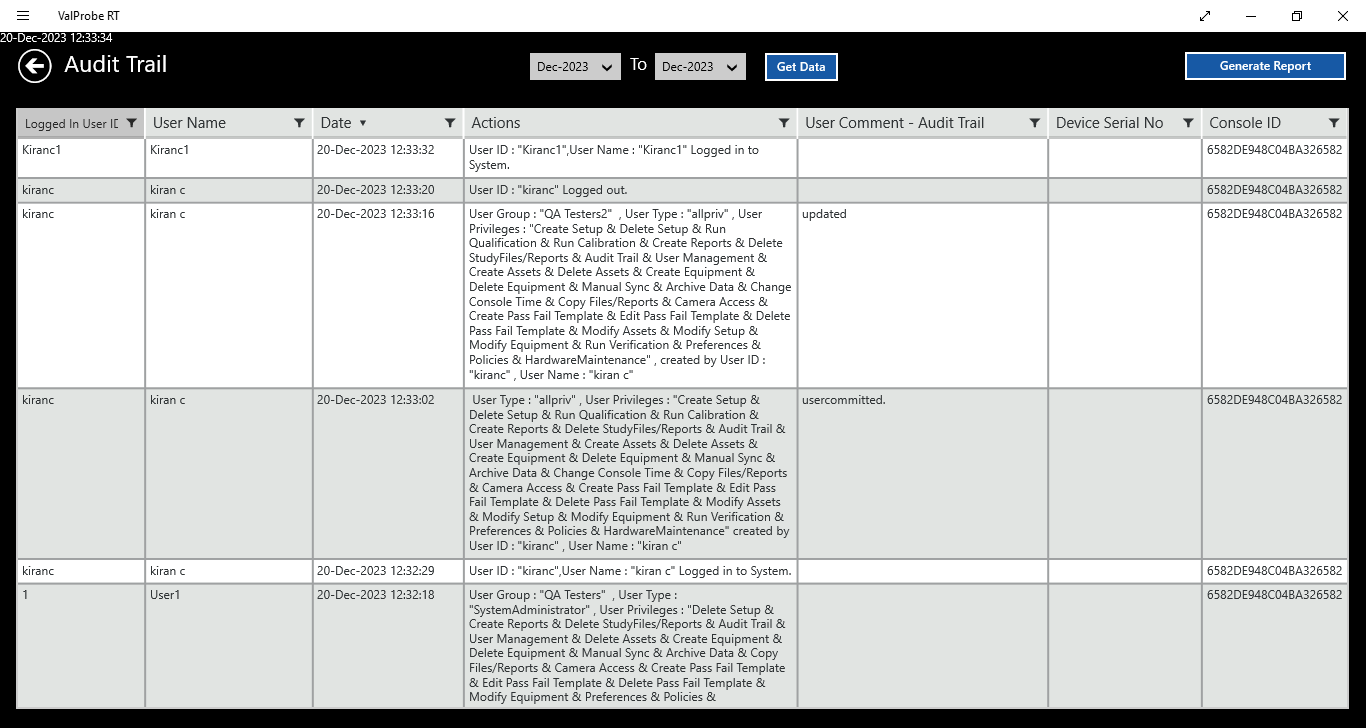 ValProbe RT
20-Dec-2023 12:33:34
Audit Trail
Dec-2023
To
Dec-2023
Get Data
Generate Report
Logged In User ID
User Name
Date
Actions
User Comment - Audit Trail
Device Serial No
Console ID
Kiranc1
Kiranc1
20-Dec-2023 12:33:32
User ID : "Kiranc1",User Name : "Kiranc1" Logged in to
System.
6582DE948C04BA326582
kiranc
kiran c
20-Dec-2023 12:33:20
User ID : "kiranc" Logged out.
6582DE948C04BA326582
kiranc
kiran c
20-Dec-2023 12:33:16
User Group : "QA Testers2"  , User Type : "allpriv" , User
Privileges : "Create Setup & Delete Setup & Run
Qualification & Run Calibration & Create Reports & Delete
StudyFiles/Reports & Audit Trail & User Management &
Create Assets & Delete Assets & Create Equipment &
Delete Equipment & Manual Sync & Archive Data & Change
Console Time & Copy Files/Reports & Camera Access &
Create Pass Fail Template & Edit Pass Fail Template & Delete
Pass Fail Template & Modify Assets & Modify Setup &
Modify Equipment & Run Verification & Preferences &
Policies & HardwareMaintenance" , created by User ID :
"kiranc" , User Name : "kiran c"
updated
6582DE948C04BA326582
kiranc
kiran c
20-Dec-2023 12:33:02
User Type : "allpriv" , User Privileges : "Create Setup &
Delete Setup & Run Qualification & Run Calibration &
Create Reports & Delete StudyFiles/Reports & Audit Trail &
User Management & Create Assets & Delete Assets &
Create Equipment & Delete Equipment & Manual Sync &
Archive Data & Change Console Time & Copy Files/Reports
& Camera Access & Create Pass Fail Template & Edit Pass
Fail Template & Delete Pass Fail Template & Modify Assets
& Modify Setup & Modify Equipment & Run Verification &
Preferences & Policies & HardwareMaintenance" created by
User ID : "kiranc" , User Name : "kiran c"
usercommitted.
6582DE948C04BA326582
kiranc
kiran c
20-Dec-2023 12:32:29
User ID : "kiranc",User Name : "kiran c" Logged in to System.
6582DE948C04BA326582
1
User1
20-Dec-2023 12:32:18
User Group : "QA Testers"  , User Type :
"SystemAdministrator" , User Privileges : "Delete Setup &
Create Reports & Delete StudyFiles/Reports & Audit Trail &
User Management & Delete Assets & Create Equipment &
Delete Equipment & Manual Sync & Archive Data & Copy
Files/Reports & Camera Access & Create Pass Fail Template
& Edit Pass Fail Template & Delete Pass Fail Template &
Modify Equipment & Preferences & Policies &
6582DE948C04BA326582